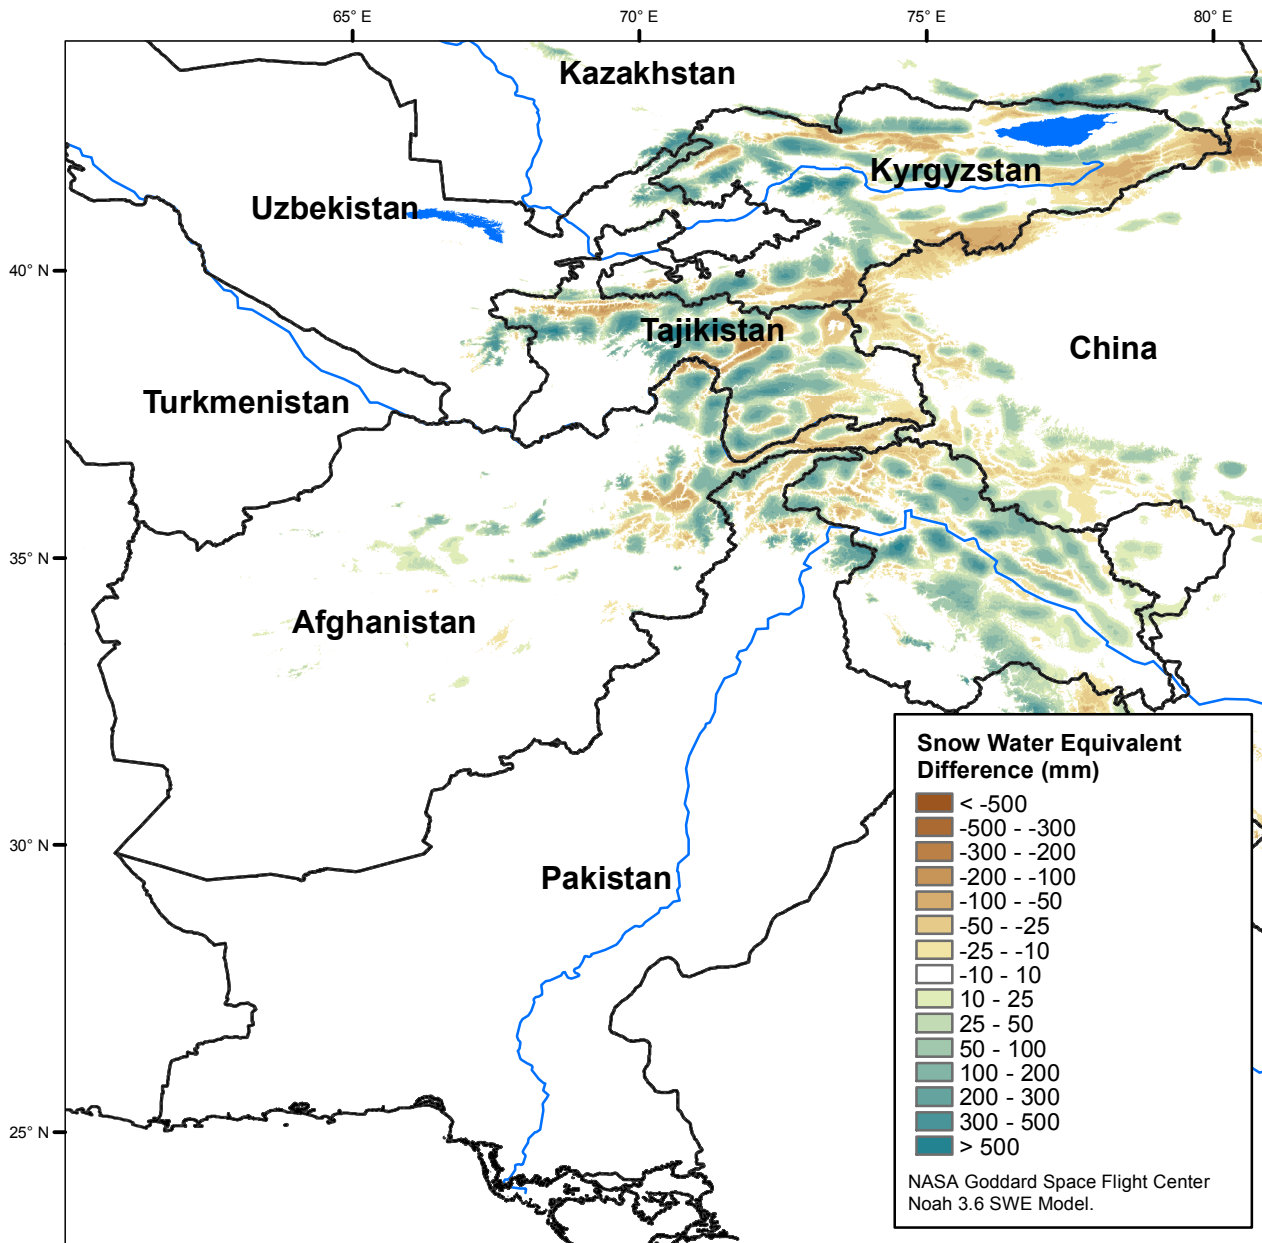 65° E
70° E
75° E
80° E
Kazakhstan
Kyrgyzstan
Uzbekistan
40° N
Tajikistan
China
Turkmenistan
35° N
Afghanistan
Snow Water Equivalent
Difference (mm)
< -500
-500 - -300
-300 - -200
-200 - -100
-100 - -50
-50 - -25
-25 - -10
-10 - 10
10 - 25
25 - 50
50 - 100
100 - 200
200 - 300
300 - 500
> 500
NASA Goddard Space Flight Center
Noah 3.6 SWE Model.
30° N
Pakistan
25° N